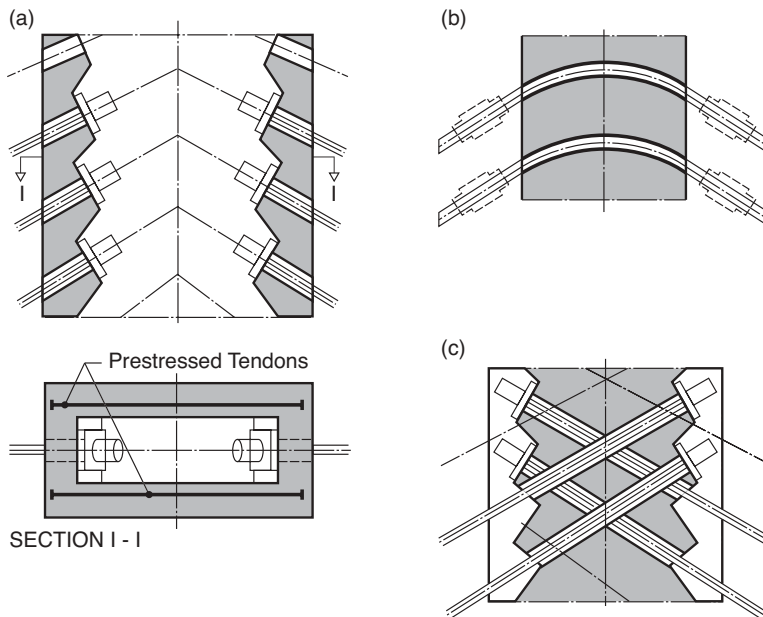 (a)
(b)
I
I
Prestressed Tendons
(c)
SECTION I - I